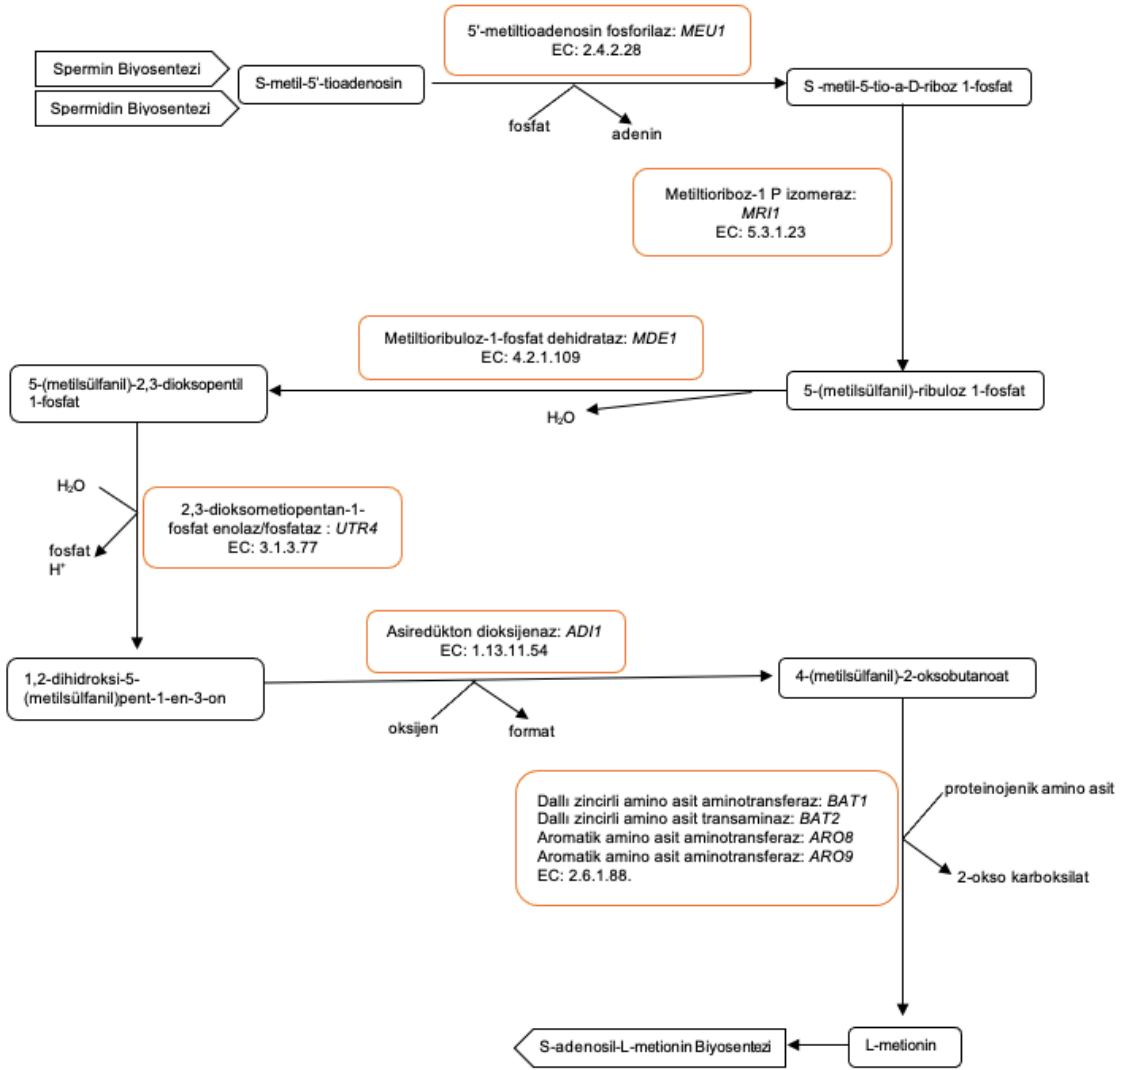 5'-metiltioadenosin fosforilaz: MEU1
EC: 2.4.2.28
Spermin Biyosentezi
Spermidin Biyosentezi
S-metil-5'-tioadenosin
S -metil-5-tio-a-D-riboz 1-fosfat
fosfat
adenin
Metiltioriboz-1 P izomeraz:
MRI1
EC: 5.3.1.23
Metiltioribuloz-1-fosfat dehidrataz: MDE1
EC: 4.2.1.109
5-(metilsülfanil)-2,3-dioksopentil
1-fosfat
5-(metilsülfanil)-ribuloz 1-fosfat
H₂O
H₂O
2,3-dioksometiopentan-1-
fosfat enolaz/fosfataz : UTR4
EC: 3.1.3.77
fosfat
H⁺
Asiredükton dioksijenaz: ADI1
EC: 1.13.11.54
1,2-dihidroksi-5-
(metilsülfanil)pent-1-en-3-on
4-(metilsülfanil)-2-oksobutanoat
oksijen
format
Dallı zincirli amino asit aminotransferaz: BAT1
Dallı zincirli amino asit transaminaz: BAT2
Aromatik amino asit aminotransferaz: ARO8
Aromatik amino asit aminotransferaz: ARO9
EC: 2.6.1.88.
proteinojenik amino asit
2-okso karboksilat
S-adenosil-L-metionin Biyosentezi
L-metionin